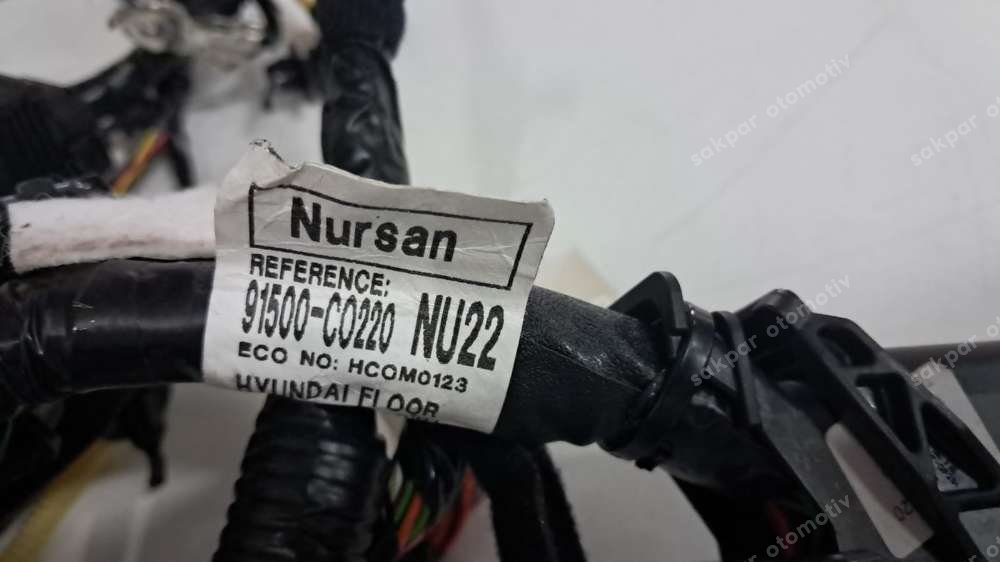 Nursan
REFERENCE:
91500-C0220 NU22
ECO NO: HCOM0123
HYUNDAI FLOOR
sakpar otomotiv
sakpar otomotiv
sakpar otomotiv
sakpar otomotiv
sakpar otomotiv